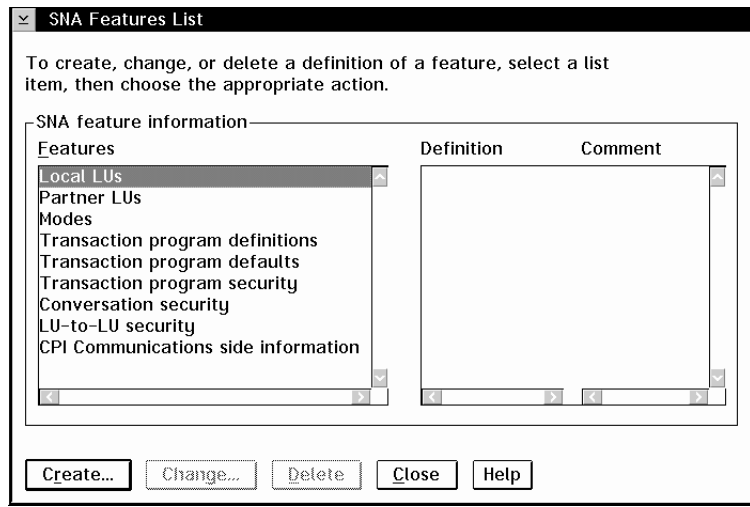 SNA Features List
To create, change, or delete a definition of a feature, select a list
item, then choose the appropriate action.
SNA feature information
Features Definition Comment
Local LUs
Partner LUs
Modes
Transaction program definitions
Transaction program defaults
Transaction program security
Conversation security
LU-to-LU security
CPI Communications side information
Create... Change... Delete Close Help